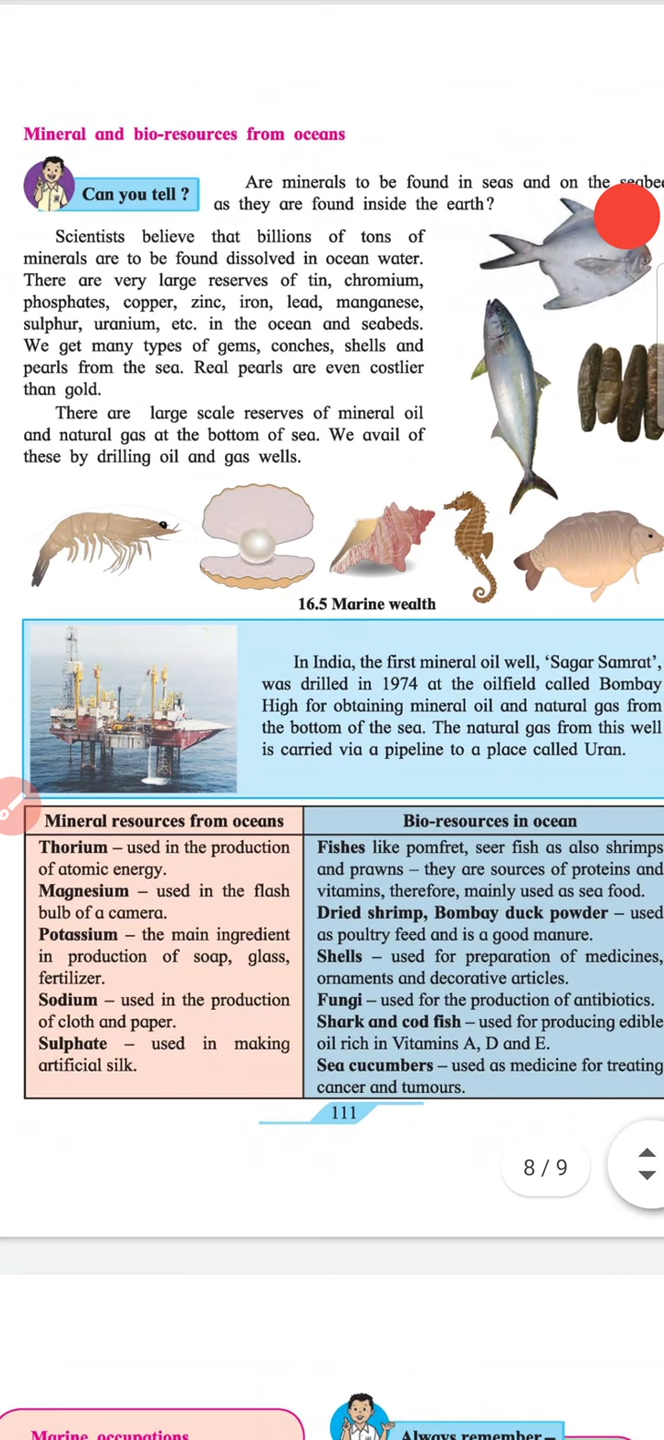 Mineral and bio-resources from oceans
Can you tell ?
Are minerals to be found in seas and on the
as they are found inside the earth?
Scientists believe that billions of tons of
minerals are to be found dissolved in ocean water.
There are very large reserves of tin, chromium,
phosphates, copper, zinc, iron, lead, manganese,
sulphur, uranium, etc. in the ocean and seabeds.
We get many types of gems, conches, shells and
pearls from the sea. Real pearls are even costlier
than gold.
There are large scale reserves of mineral oil
and natural gas at the bottom of sea. We avail of
these by drilling oil and gas wells.
16.5 Marine wealth
In India, the first mineral oil well, ‘Sagar Samrat’,
was drilled in 1974 at the oilfield called Bombay
High for obtaining mineral oil and natural gas from
the bottom of the sea. The natural gas from this well
is carried via a pipeline to a place called Uran.
Mineral resources from oceans
Thorium – used in the production
of atomic energy.
Magnesium – used in the flash
bulb of a camera.
Potassium – the main ingredient
in production of soap, glass,
fertilizer.
Sodium – used in the production
of cloth and paper.
Sulphate – used in making
artificial silk.
Bio-resources in ocean
Fishes like pomfret, seer fish as also shrimps
and prawns – they are sources of proteins and
vitamins, therefore, mainly used as sea food.
Dried shrimp, Bombay duck powder – used
as poultry feed and is a good manure.
Shells – used for preparation of medicines,
ornaments and decorative articles.
Fungi – used for the production of antibiotics.
Shark and cod fish – used for producing edible
oil rich in Vitamins A, D and E.
Sea cucumbers – used as medicine for treating
cancer and tumours.
111
8 / 9
Marine occupations
Always remember –